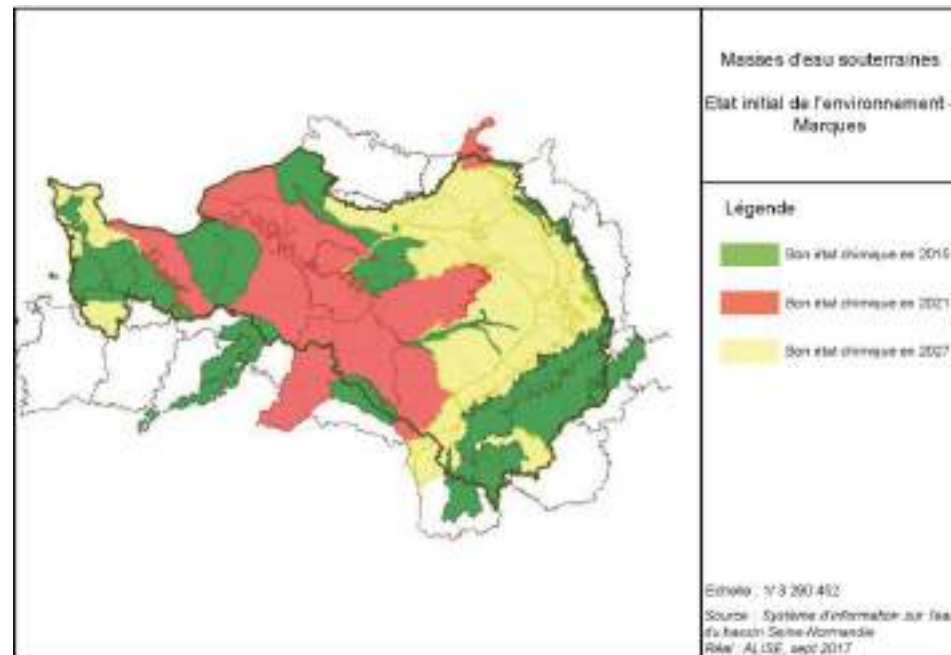 Masses d'eau souterraines
Etat initial de l'environnement -
Marques
Légende
Bon état chimique en 2015
Bon état chimique en 2021
Bon état chimique en 2027
Echelle : 1/ 3 390 452
Source : Système d'information sur l'eau
du bassin Seine-Normandie
Réal : ALISE, sept 2017